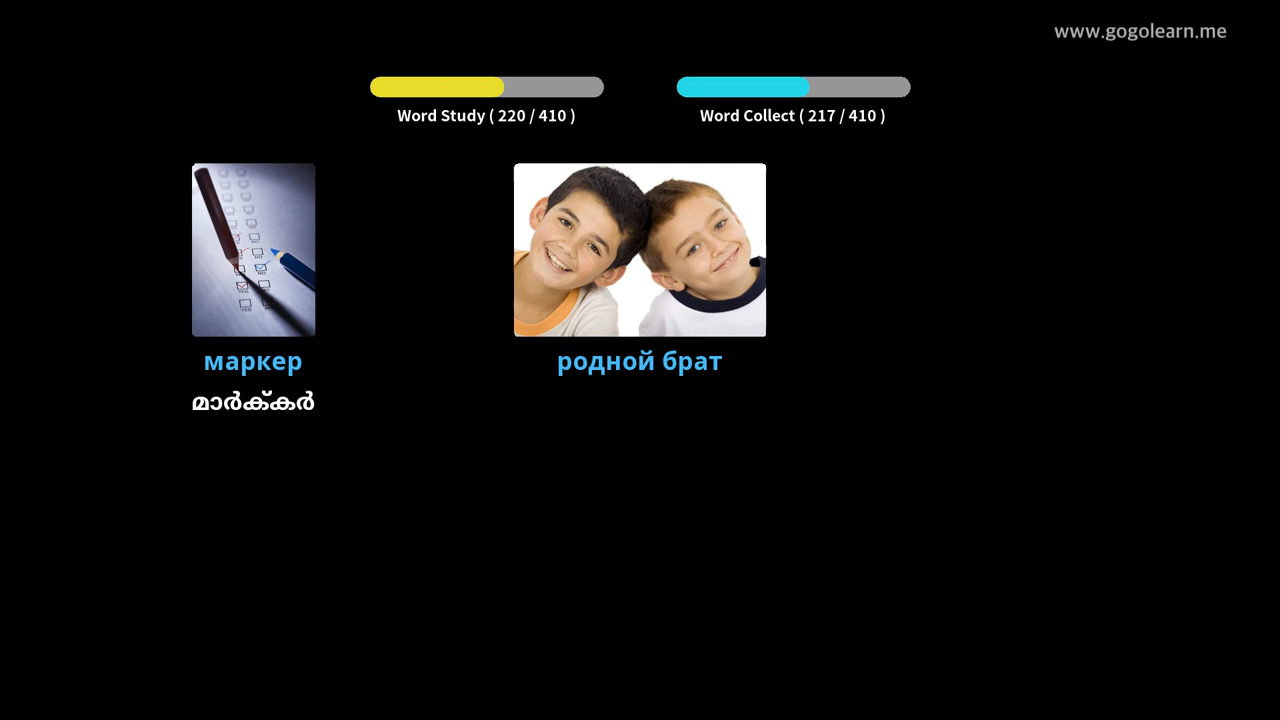 www.gogolearn.me
Word Study ( 220 / 410 )
Word Collect ( 217 / 410 )
маркер
മാർക്കർ
родной брат